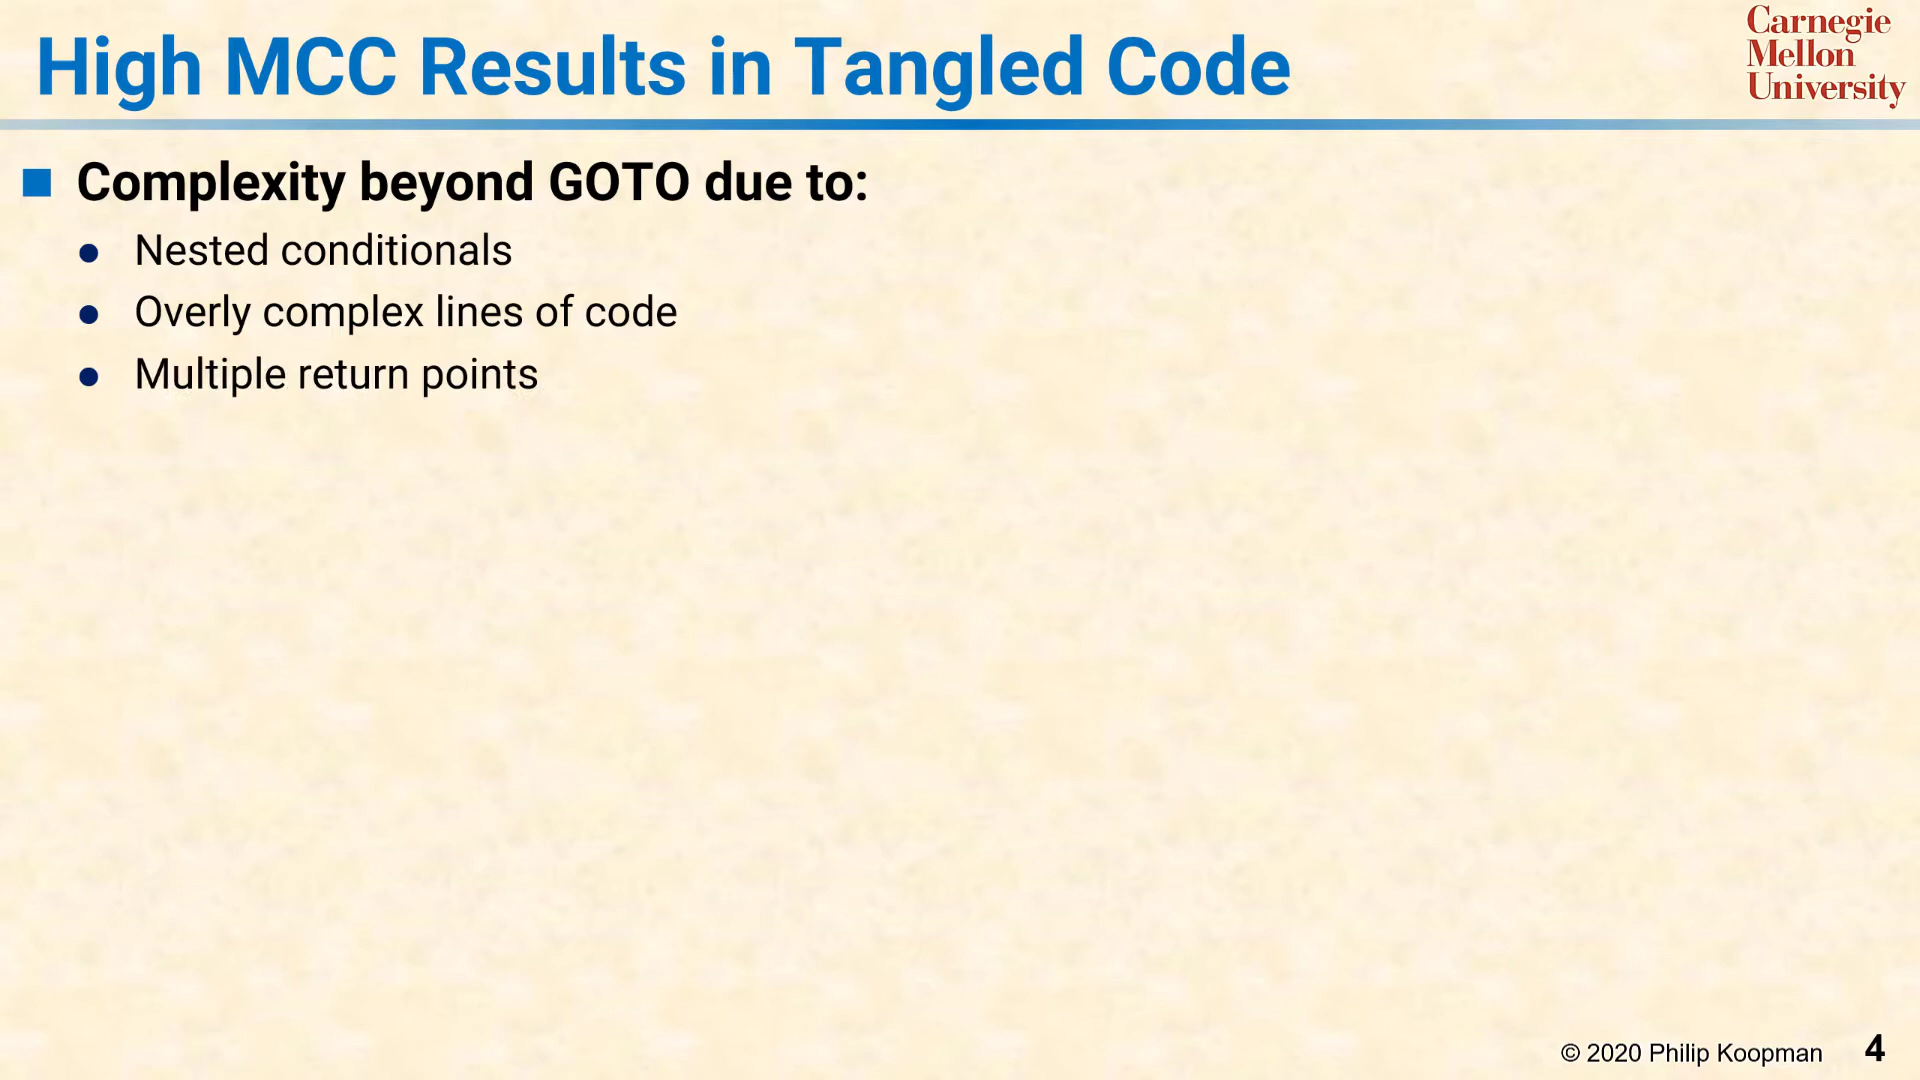 High MCC Results in Tangled Code
Carnegie
Mellon
University
Complexity beyond GOTO due to:
Nested conditionals
Overly complex lines of code
Multiple return points
© 2020 Philip Koopman 4